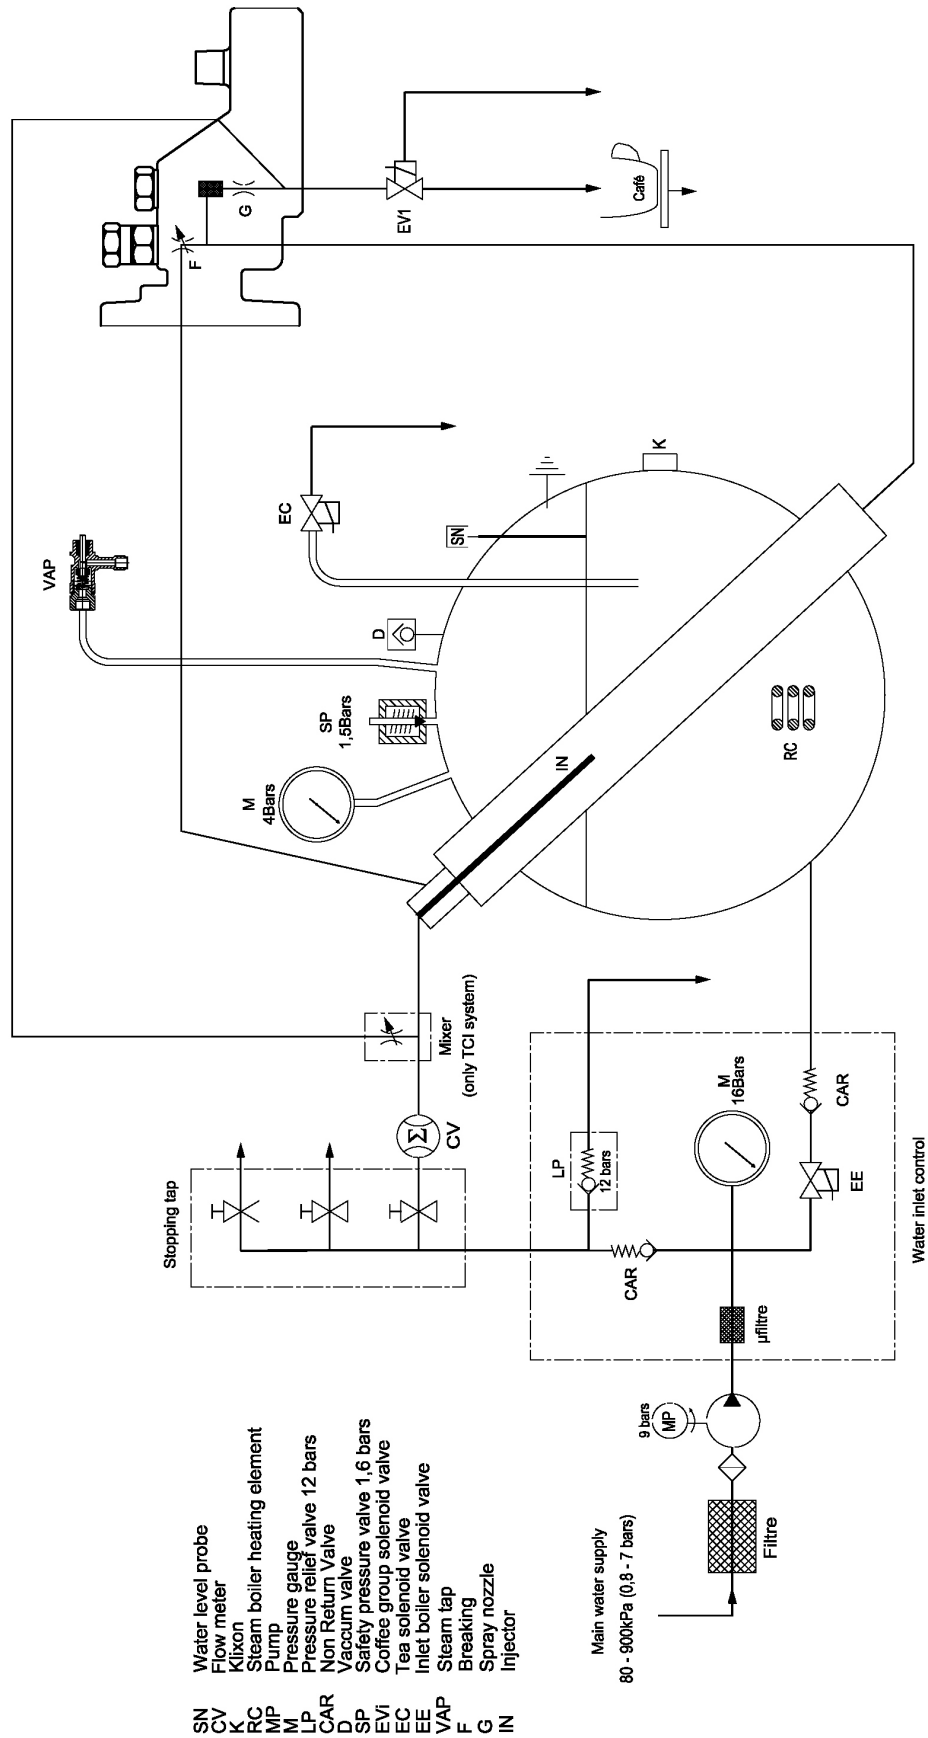 SN Water level probe
CV Flow meter
K Klixon
RC Steam boiler heating element
MP Pump
M Pressure gauge
LP Pressure relief valve 12 bars
CAR Non Return Valve
D Vaccum valve
SP Safety pressure valve 1,6 bars
EVi Coffee group solenoid valve
EC Tea solenoid valve
EE Inlet boiler solenoid valve
VAP Steam tap
F Breaking
G Spray nozzle
IN Injector
Main water supply
80 - 900kPa (0,8 - 7 bars)
Filtre
9 bars
MP
µfiltre
Water inlet control
Stopping tap
CAR
LP
12 bars
M
16Bars
EE
CAR
Σ
CV
Mixer
(only TCI system)
M
4Bars
SP
1,5Bars
D
VAP
EC
SN
K
IN
RC
F
G
EV1
Café